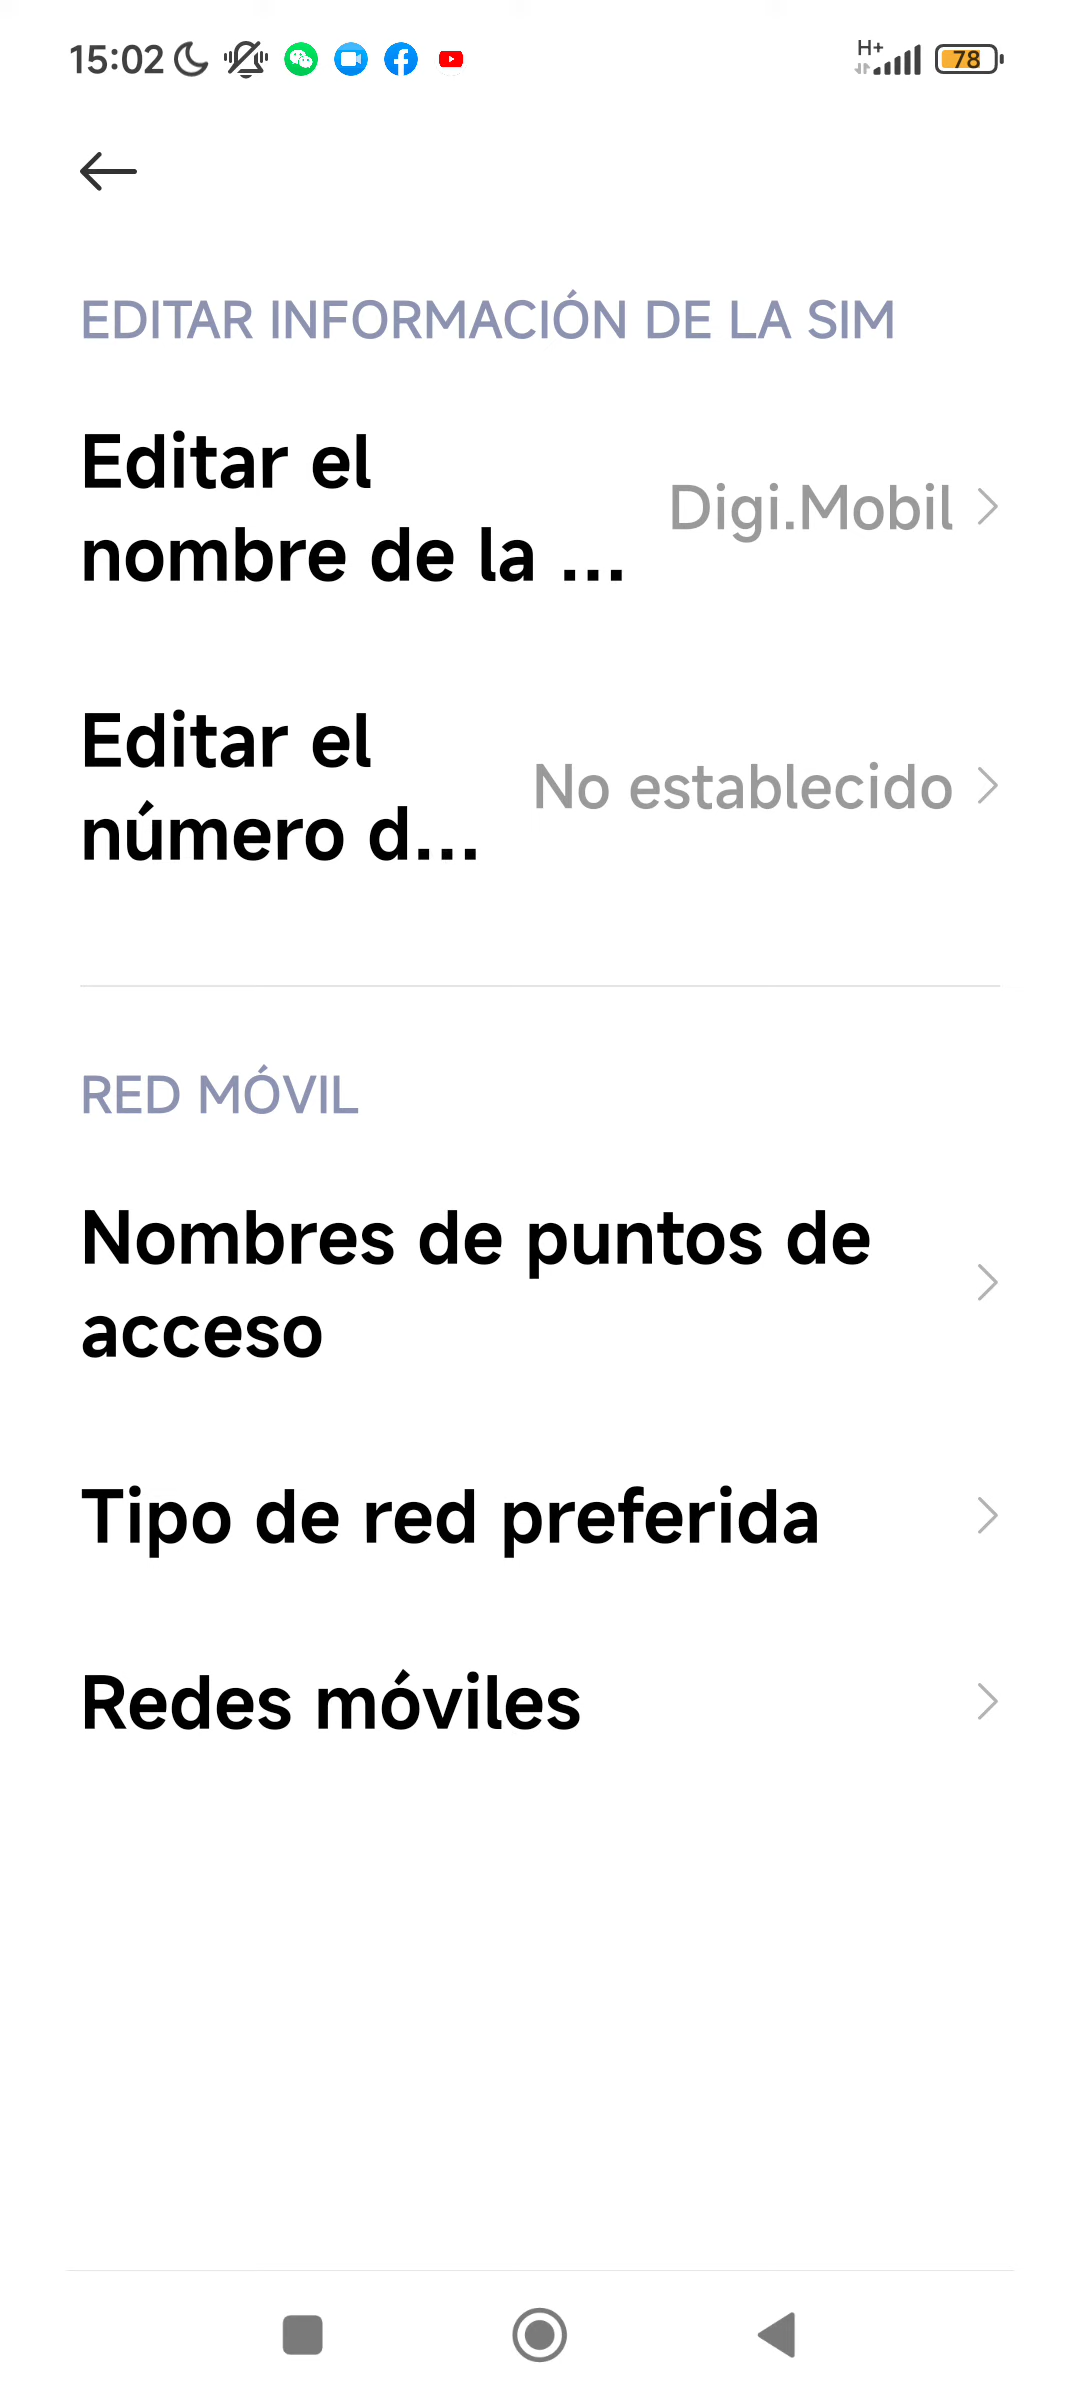 15:02 H+ 78
EDITAR INFORMACIÓN DE LA SIM
Editar el
nombre de la ...
Digi.Mobil
Editar el
número d...
No establecido
RED MÓVIL
Nombres de puntos de
acceso
Tipo de red preferida
Redes móviles